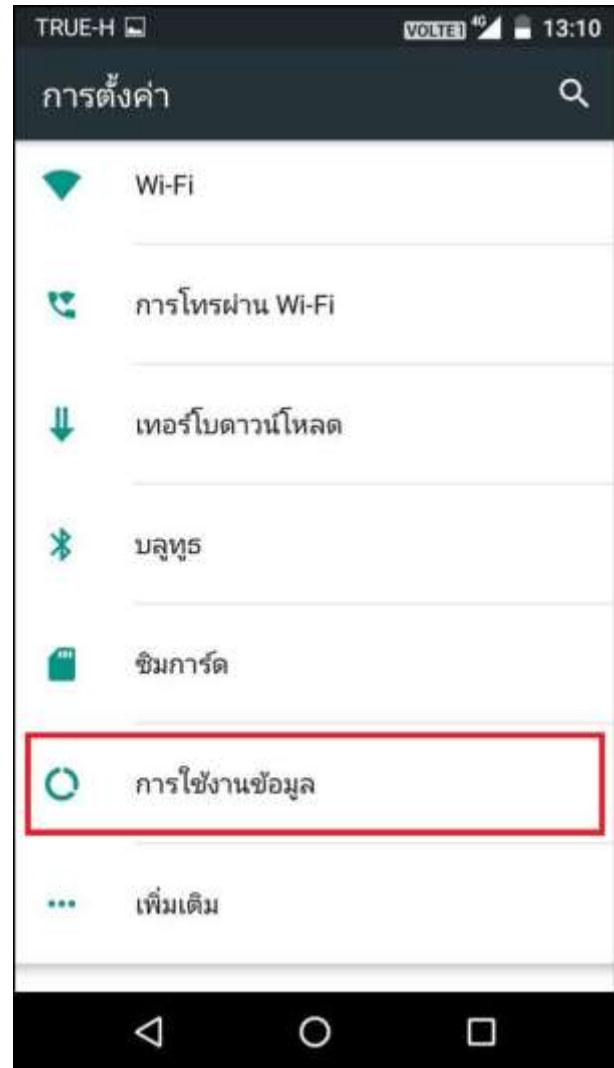 TRUE-H VOLTE1 4G 13:10
การตั้งค่า
Wi-Fi
การโทรผ่าน Wi-Fi
เทอร์โบดาวน์โหลด
บลูทูธ
ซิมการ์ด
การใช้งานข้อมูล
เพิ่มเติม